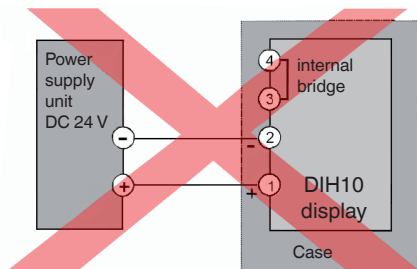 Power
supply
unit
DC 24 V
-
+
4
3
internal
bridge
2
-
1
+
DIH10
display
Case